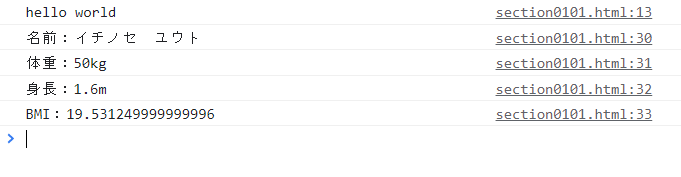 hello world section0101.html:13
名前：イチノセ　ユウト section0101.html:30
体重：50kg section0101.html:31
身長：1.6m section0101.html:32
BMI：19.531249999999996 section0101.html:33
>